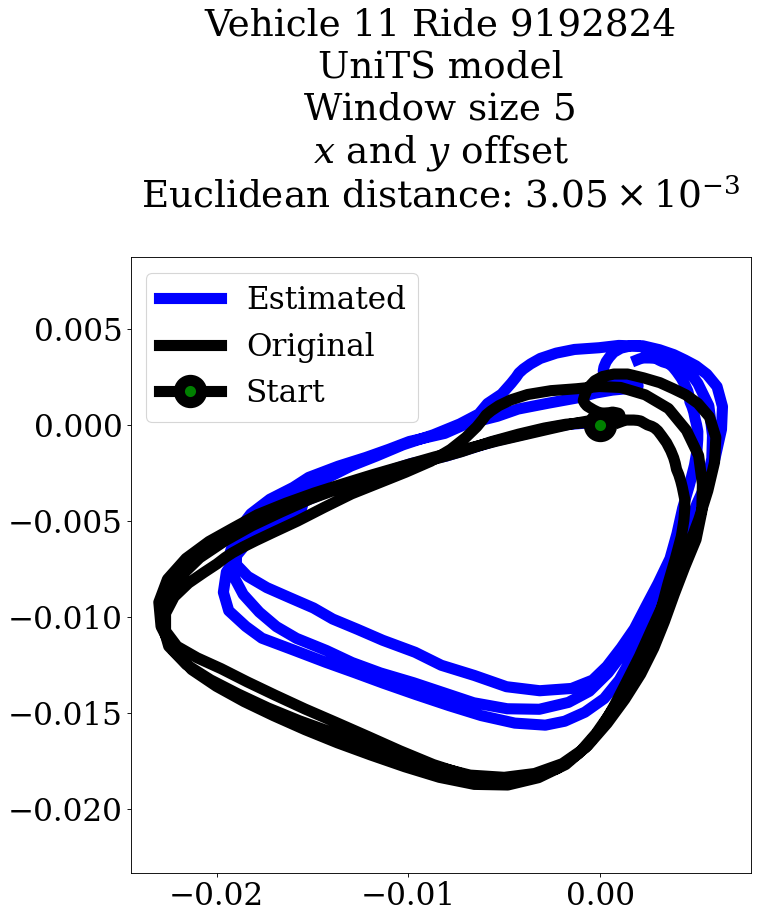 Vehicle 11 Ride 9192824
UniTS model
Window size 5
x and y offset
Euclidean distance: 3.05 × 10⁻³
Estimated
Original
Start
0.005
0.000
−0.005
−0.010
−0.015
−0.020
−0.02 −0.01 0.00